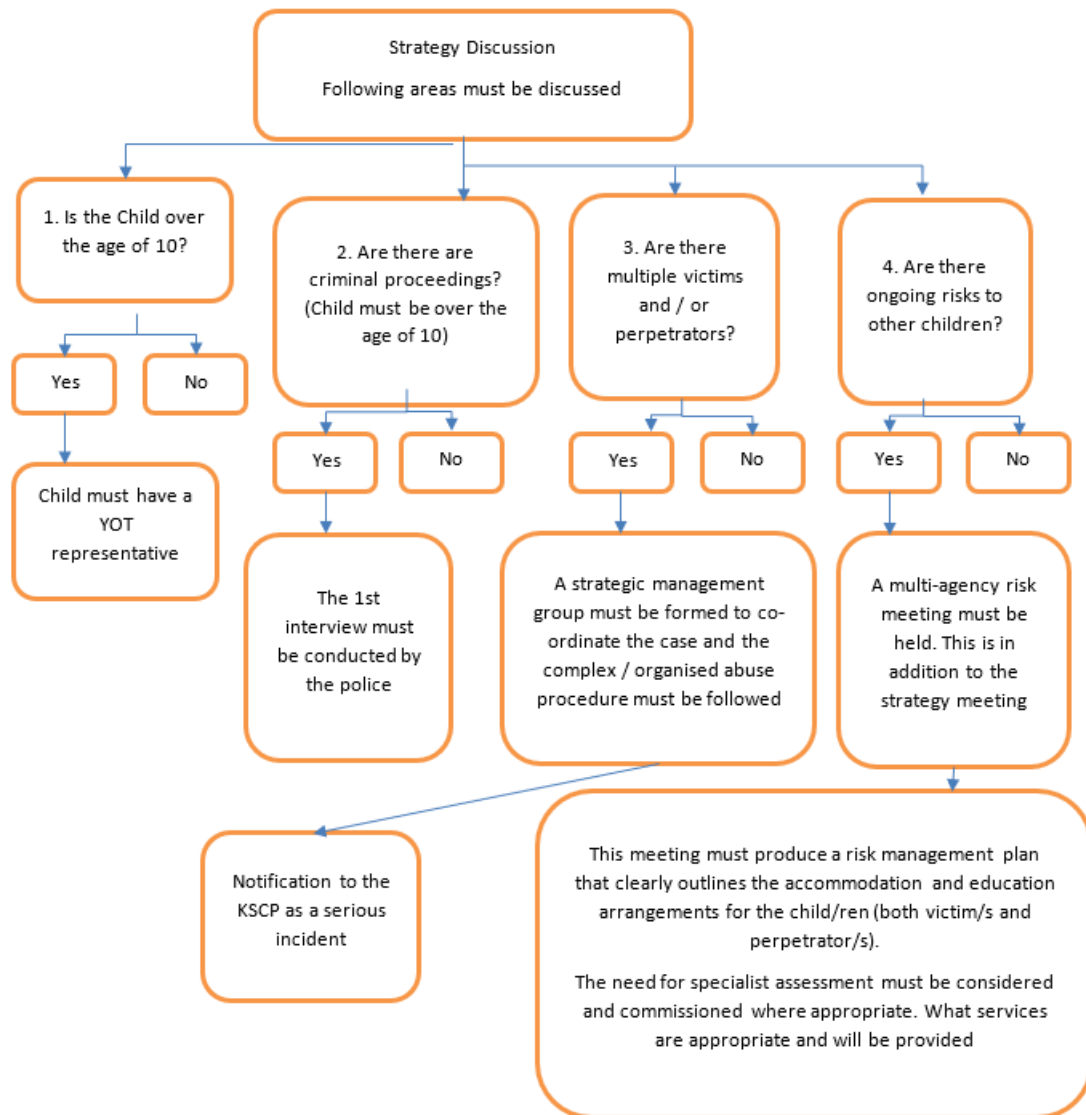 Strategy Discussion
Following areas must be discussed
1. Is the Child over
the age of 10?
Yes
No
Child must have a
YOT
representative
2. Are there are
criminal proceedings?
(Child must be over the
age of 10)
Yes
No
The 1st
interview must
be conducted by
the police
3. Are there
multiple victims
and / or
perpetrators?
Yes
No
A strategic management
group must be formed to co-
ordinate the case and the
complex / organised abuse
procedure must be followed
Notification to the
KSCP as a serious
incident
4. Are there
ongoing risks to
other children?
Yes
No
A multi-agency risk
meeting must be
held. This is in
addition to the
strategy meeting
This meeting must produce a risk management plan
that clearly outlines the accommodation and education
arrangements for the child/ren (both victim/s and
perpetrator/s).
The need for specialist assessment must be considered
and commissioned where appropriate. What services
are appropriate and will be provided